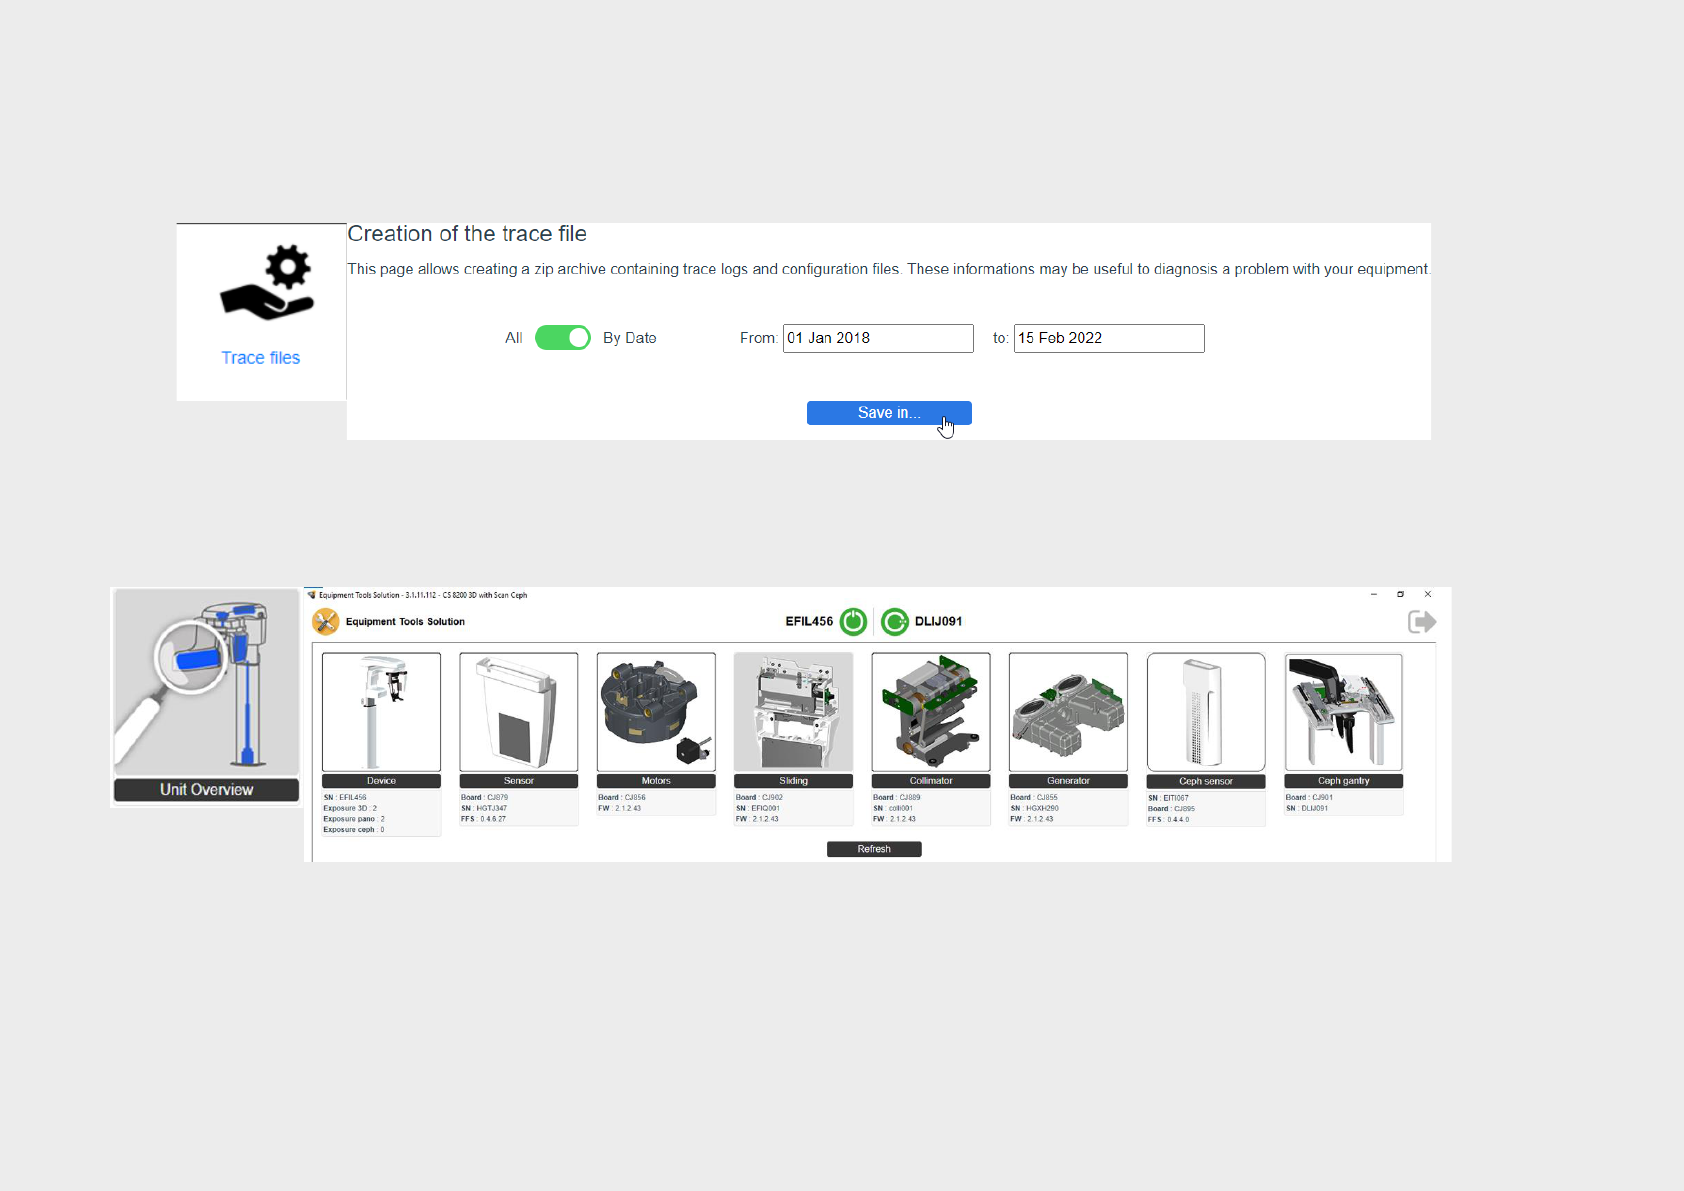 Creation of the trace file
This page allows creating a zip archive containing trace logs and configuration files. These informations may be useful to diagnosis a problem with your equipment.
All By Date From: 01 Jan 2018 to: 15 Feb 2022
Trace files
Save in...
Equipment Tools Solution - 3.1.11.112 - CS 8200 3D with Scan Ceph
Equipment Tools Solution EFIL456 DLIJ091
Unit Overview
Device
SN : EFIL456
Exposure 3D : 2
Exposure pano : 2
Exposure ceph : 0
Sensor
Board : CJ879
SN : HGTJ347
FFS : 0.4.6.27
Motors
Board : CJ856
FW : 2.1.2.43
Sliding
Board : CJ902
SN : EFIQ001
FW : 2.1.2.43
Collimator
Board : CJ889
SN : colli001
FW : 2.1.2.43
Generator
Board : CJ855
SN : HGXH290
FW : 2.1.2.43
Ceph sensor
SN : EITI067
Board : CJ895
FFS : 0.4.4.0
Ceph gantry
Board : CJ901
SN : DLIJ091
Refresh